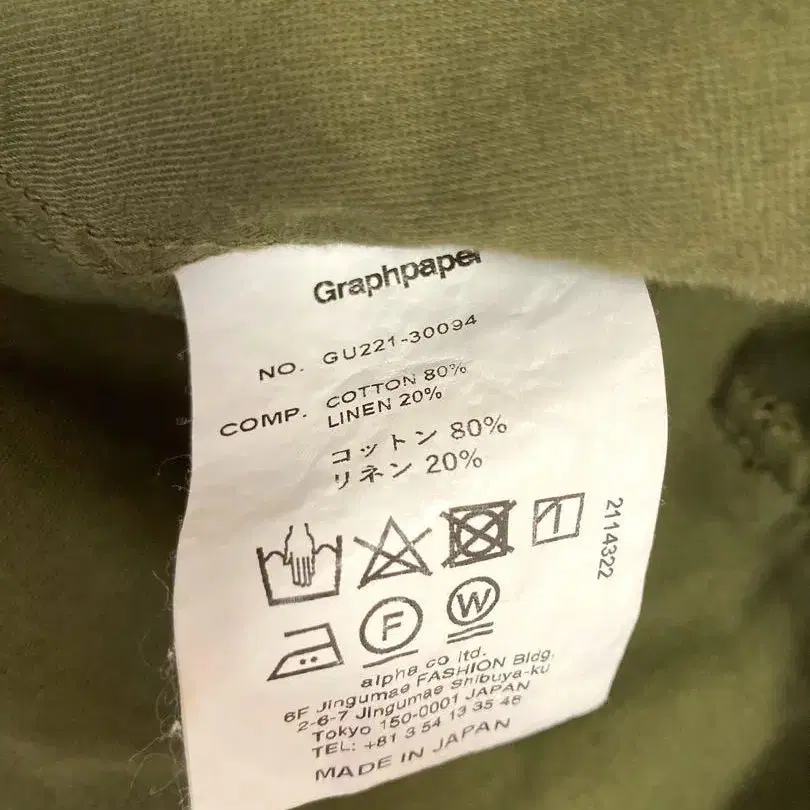 Graphpaper
NO. GU221-30094
COMP. COTTON 80%
LINEN 20%
コットン 80%
リネン 20%
2114322
F
W
alpha co ltd.
6F Jingumae FASHION Bldg.
2-6-7 Jingumae Shibuya-ku
Tokyo 150-0001 JAPAN
TEL: +81 3 54 13 35 48
MADE IN JAPAN